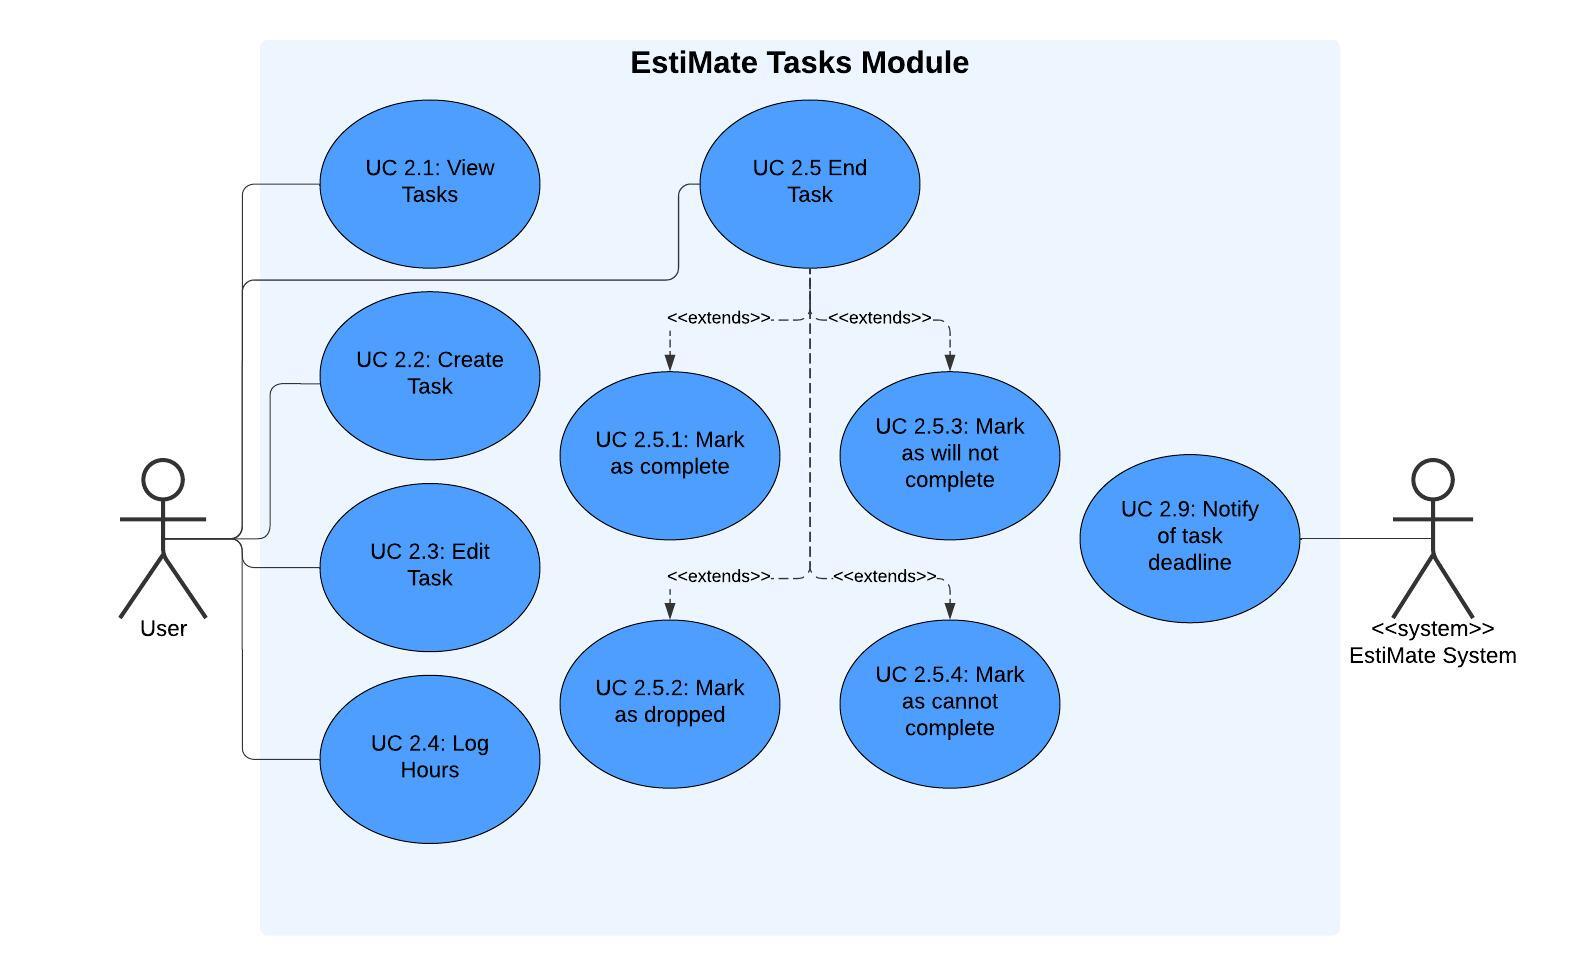 EstiMate Tasks Module
UC 2.1: View
Tasks
UC 2.5 End
Task
<<extends>>
<<extends>>
UC 2.2: Create
Task
UC 2.5.1: Mark
as complete
UC 2.5.3: Mark
as will not
complete
UC 2.9: Notify
of task
deadline
UC 2.3: Edit
Task
<<extends>>
<<extends>>
User
<<system>>
EstiMate System
UC 2.5.2: Mark
as dropped
UC 2.5.4: Mark
as cannot
complete
UC 2.4: Log
Hours